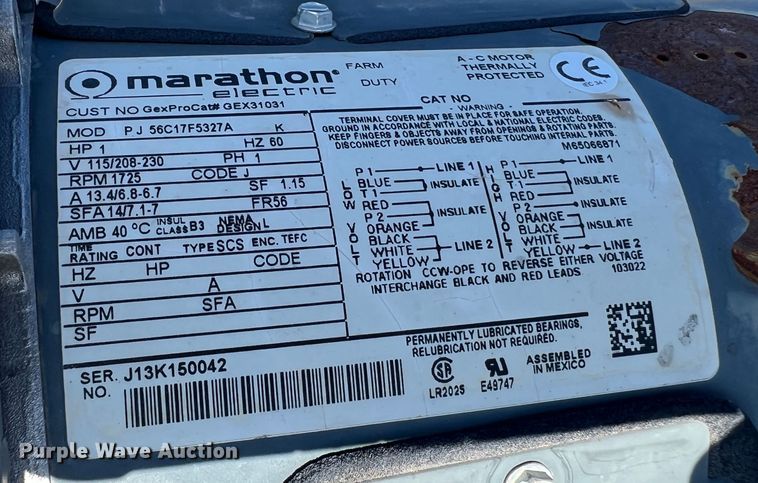 marathon®
electric
FARM
DUTY
A-C MOTOR
THERMALLY
PROTECTED
CE
IEC 34.1
CUST NO GexProCat# GEX31031
CAT NO
MOD PJ 56C17F5327A K
HP 1 HZ 60
V 115/208-230 PH 1
RPM 1725 CODE J
A 13.4/6.8-6.7 SF 1.15
SFA 14/7.1-7 FR56
AMB 40 °C INSUL CLASS B3 NEMA DESIGN L
TIME RATING CONT TYPE SCS ENC. TEFC
HZ HP CODE
V A
RPM SFA
SF
- WARNING -
TERMINAL COVER MUST BE IN PLACE FOR SAFE OPERATION.
GROUND IN ACCORDANCE WITH LOCAL & NATIONAL ELECTRIC CODES.
KEEP FINGERS & OBJECTS AWAY FROM OPENINGS & ROTATING PARTS.
DISCONNECT POWER SOURCES BEFORE TOUCHING INTERNAL PARTS.
M65066871
LOW VOLT
P1 LINE 1
BLUE
T1 INSULATE
RED
P2
ORANGE
BLACK
WHITE LINE 2
YELLOW
HIGH VOLT
P1 LINE 1
BLUE INSULATE
T1
RED
P2 INSULATE
ORANGE
BLACK INSULATE
WHITE
YELLOW LINE 2
ROTATION CCW-OPE TO REVERSE EITHER VOLTAGE
INTERCHANGE BLACK AND RED LEADS 103022
SER. NO. J13K150042
PERMANENTLY LUBRICATED BEARINGS,
RELUBRICATION NOT REQUIRED.
LR2025
E49747
ASSEMBLED
IN MEXICO
Purple Wave Auction